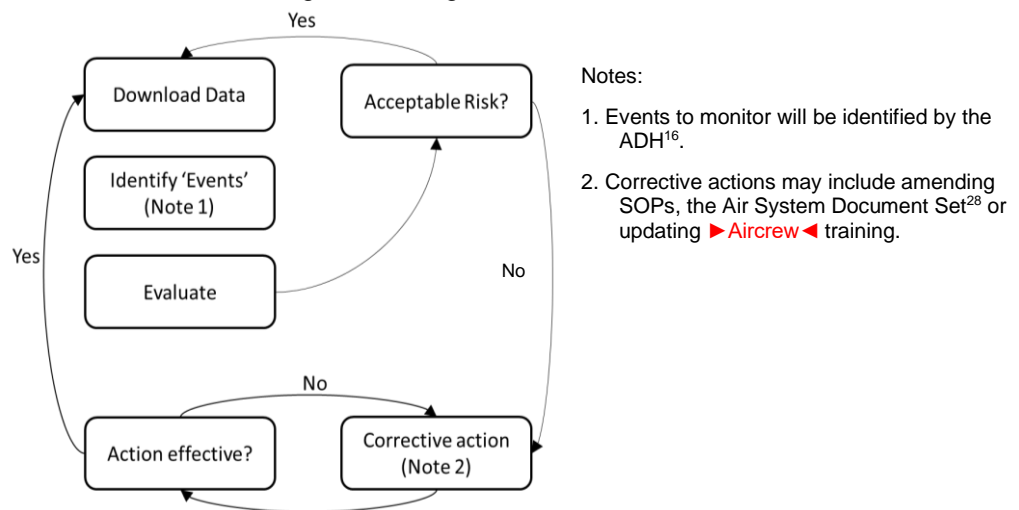 Yes
Download Data
Acceptable Risk?
Identify ‘Events’
(Note 1)
Evaluate
Yes
No
No
Action effective?
Corrective action
(Note 2)
Notes:
1. Events to monitor will be identified by the
ADH16.
2. Corrective actions may include amending
SOPs, the Air System Document Set28 or
updating ►Aircrew◄ training.